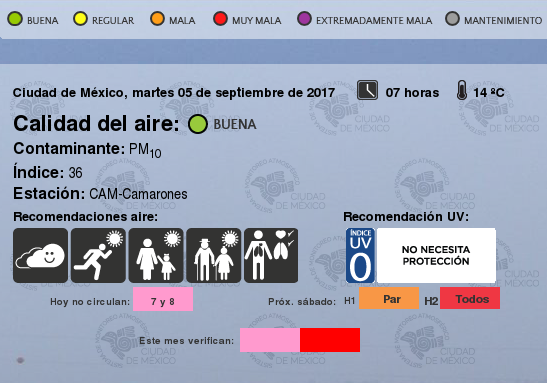 BUENA REGULAR MALA MUY MALA EXTREMADAMENTE MALA MANTENIMIENTO
Ciudad de México, martes 05 de septiembre de 2017 07 horas 14 ºC
Calidad del aire: BUENA
Contaminante: PM10
Índice: 36
Estación: CAM-Camarones
Recomendaciones aire: Recomendación UV:
ÍNDICE UV 0 NO NECESITA PROTECCIÓN
Hoy no circulan: 7 y 8 Próx. sábado: H1 Par H2 Todos
Este mes verifican: